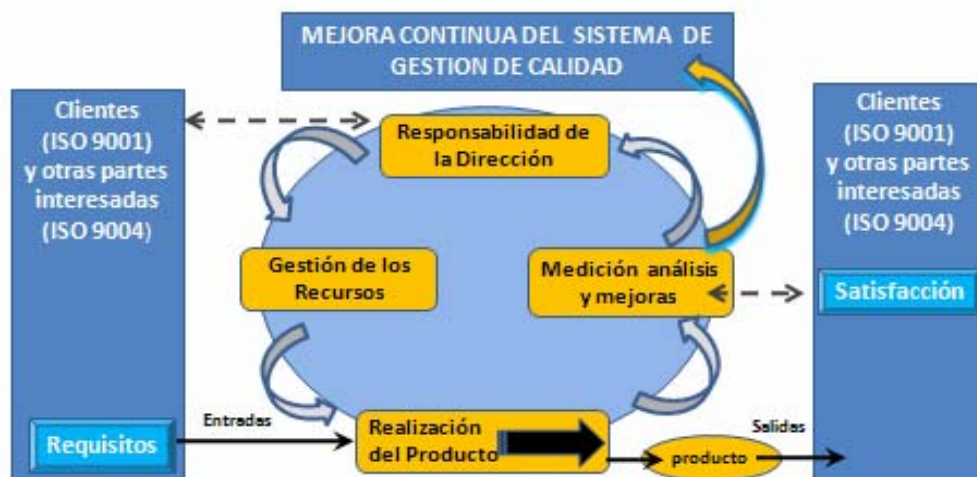 MEJORA CONTINUA DEL SISTEMA DE
GESTION DE CALIDAD
Clientes
(ISO 9001)
y otras partes
interesadas
(ISO 9004)
Responsabilidad de
la Dirección
Clientes
(ISO 9001)
y otras partes
interesadas
(ISO 9004)
Gestión de los
Recursos
Medición análisis
y mejoras
Satisfacción
Requisitos
Entradas
Realización
del Producto
producto
Salidas